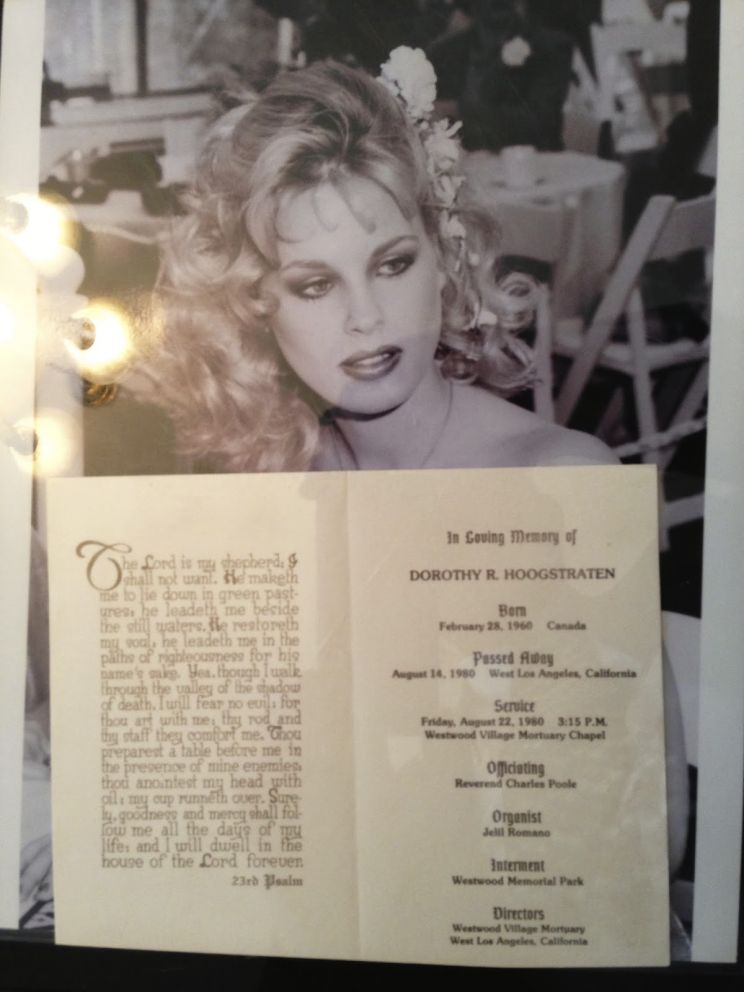 The Lord is my shepherd; I
shall not want. He maketh
me to lie down in green past-
ures: he leadeth me beside
the still waters. He restoreth
my soul: he leadeth me in the
paths of righteousness for his
name's sake. Yea, though I walk
through the valley of the shadow
of death, I will fear no evil: for
thou art with me; thy rod and
thy staff they comfort me. Thou
preparest a table before me in
the presence of mine enemies:
thou anointest my head with
oil; my cup runneth over. Sure-
ly, goodness and mercy shall fol-
low me all the days of my
life: and I will dwell in the
house of the Lord forever.
23rd Psalm
In Loving Memory of
DOROTHY R. HOOGSTRATEN
Born
February 28, 1960 Canada
Passed Away
August 14, 1980 West Los Angeles, California
Service
Friday, August 22, 1980 3:15 P.M.
Westwood Village Mortuary Chapel
Officiating
Reverend Charles Poole
Organist
Jelil Romano
Interment
Westwood Memorial Park
Directors
Westwood Village Mortuary
West Los Angeles, California